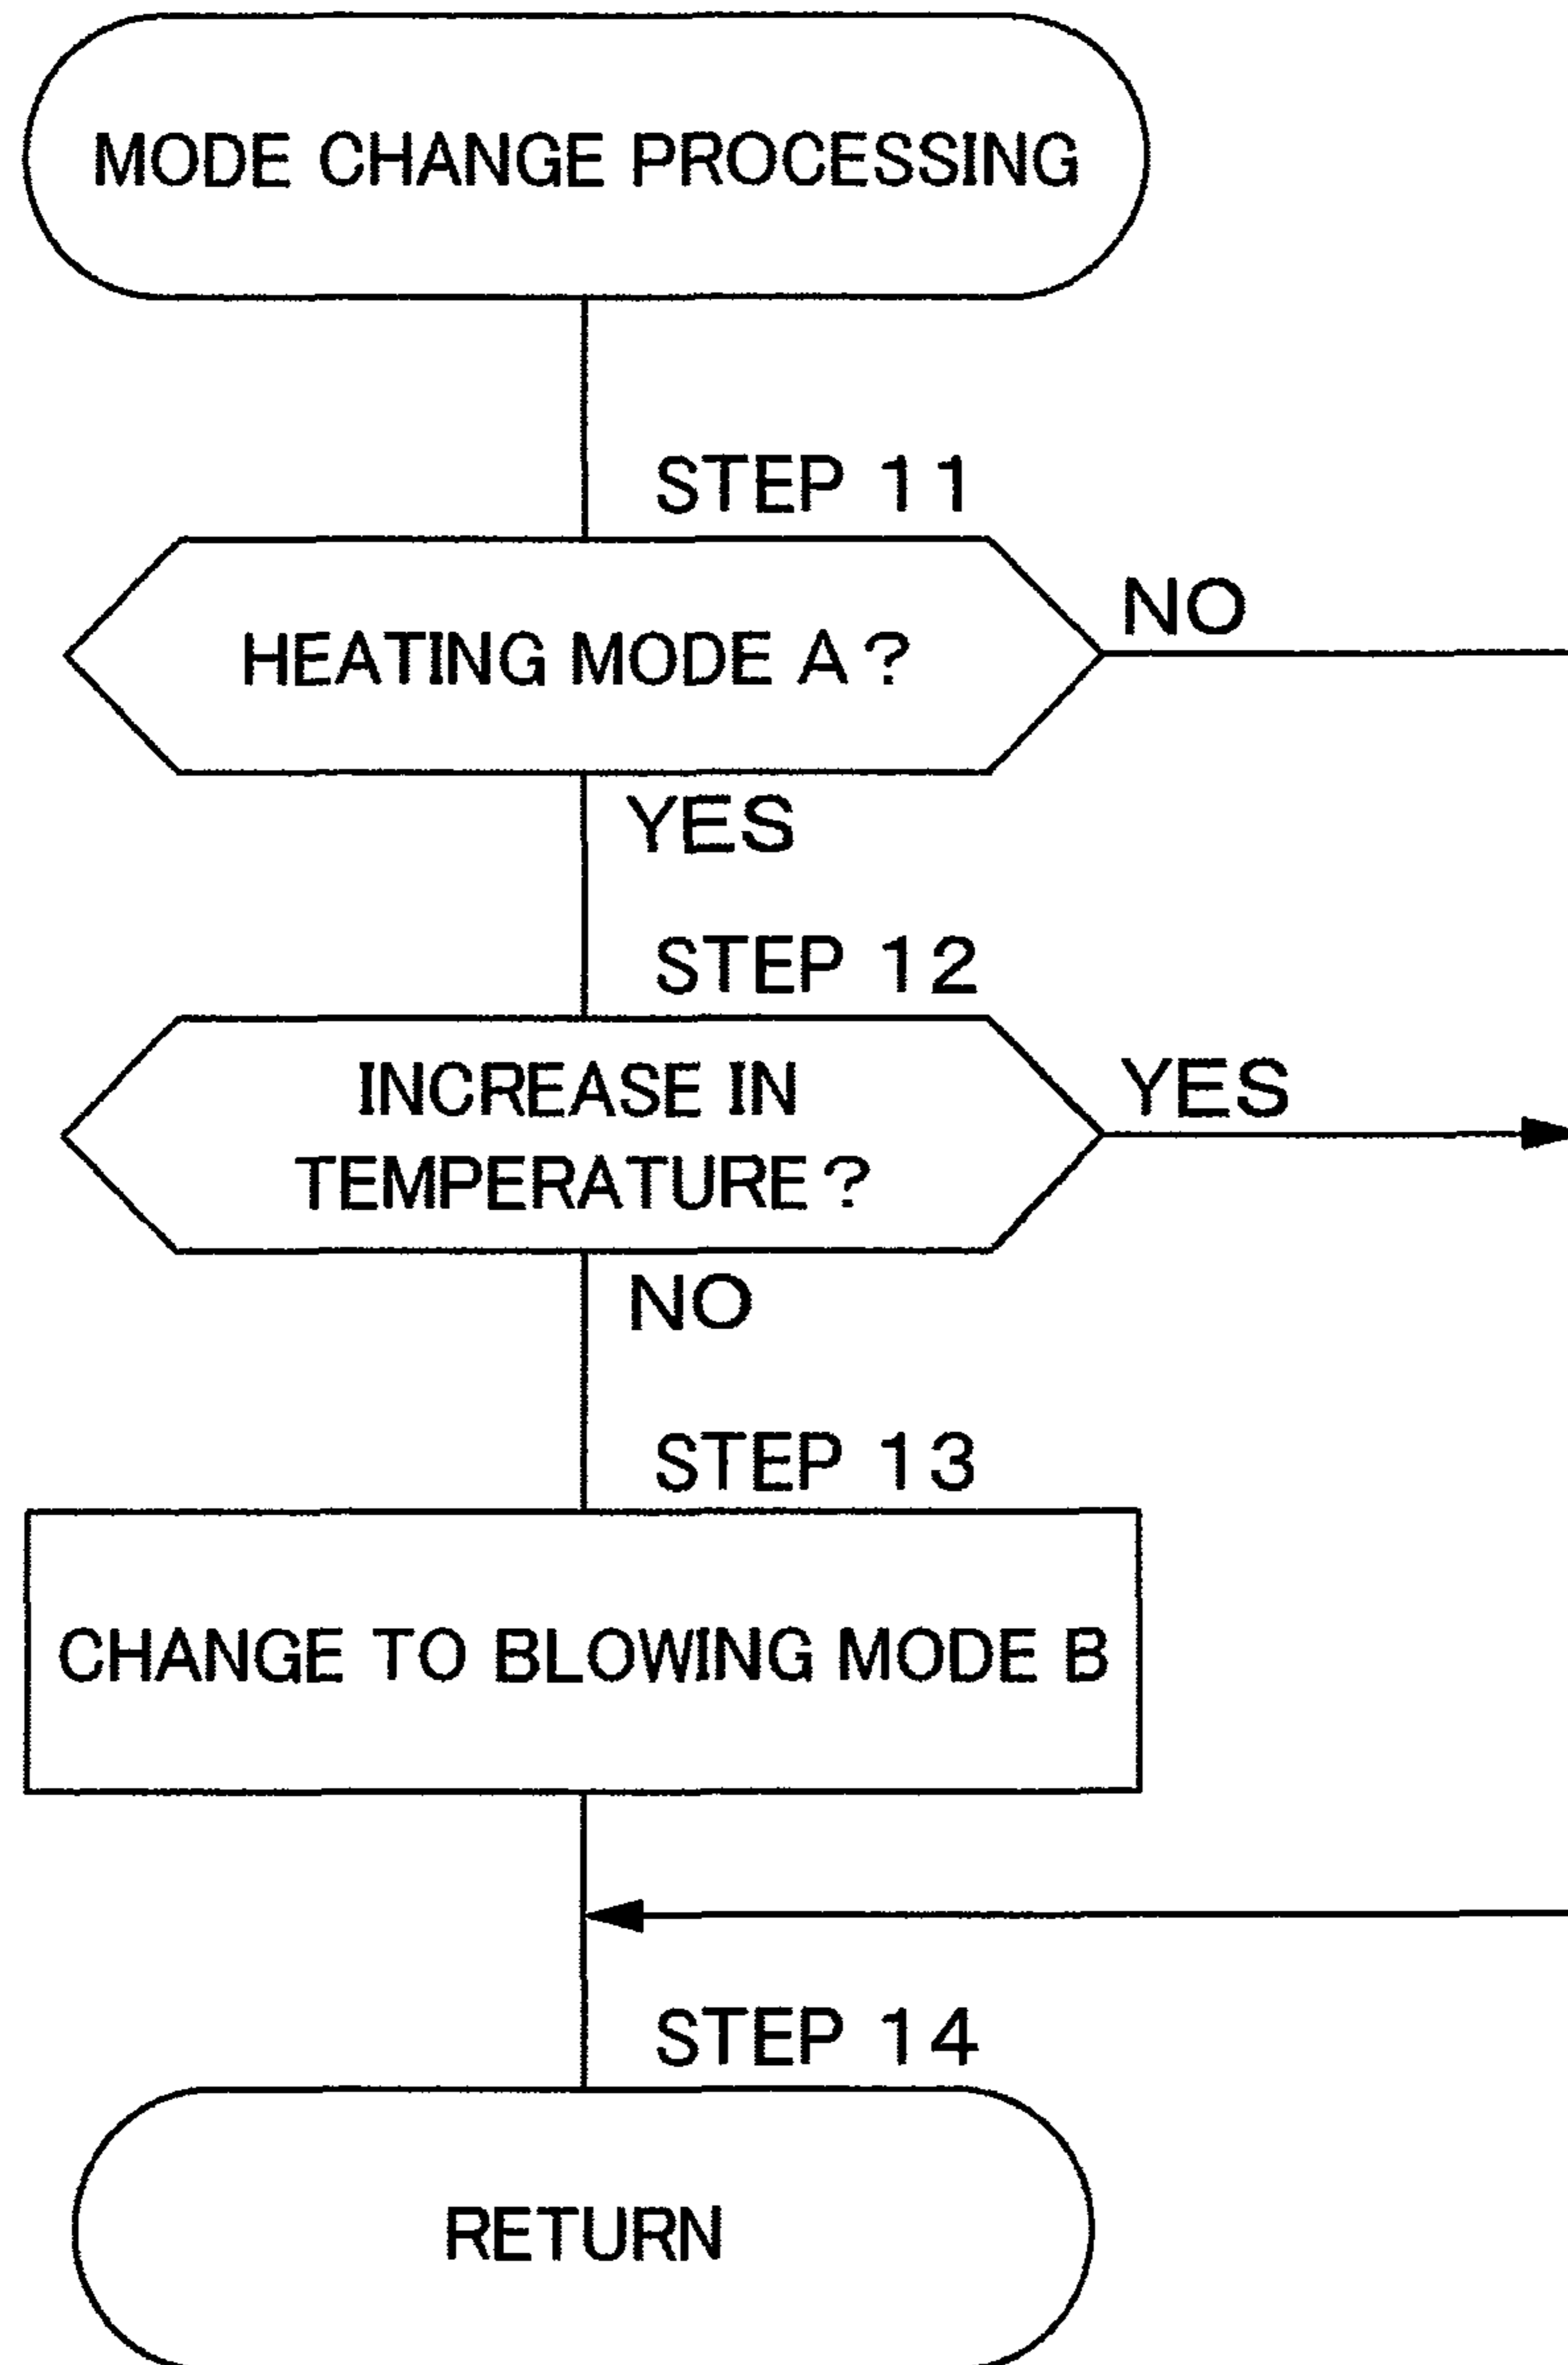 MODE CHANGE PROCESSING
STEP 11
HEATING MODE A?
NO
YES
STEP 12
INCREASE IN
TEMPERATURE?
YES
NO
STEP 13
CHANGE TO BLOWING MODE B
STEP 14
RETURN